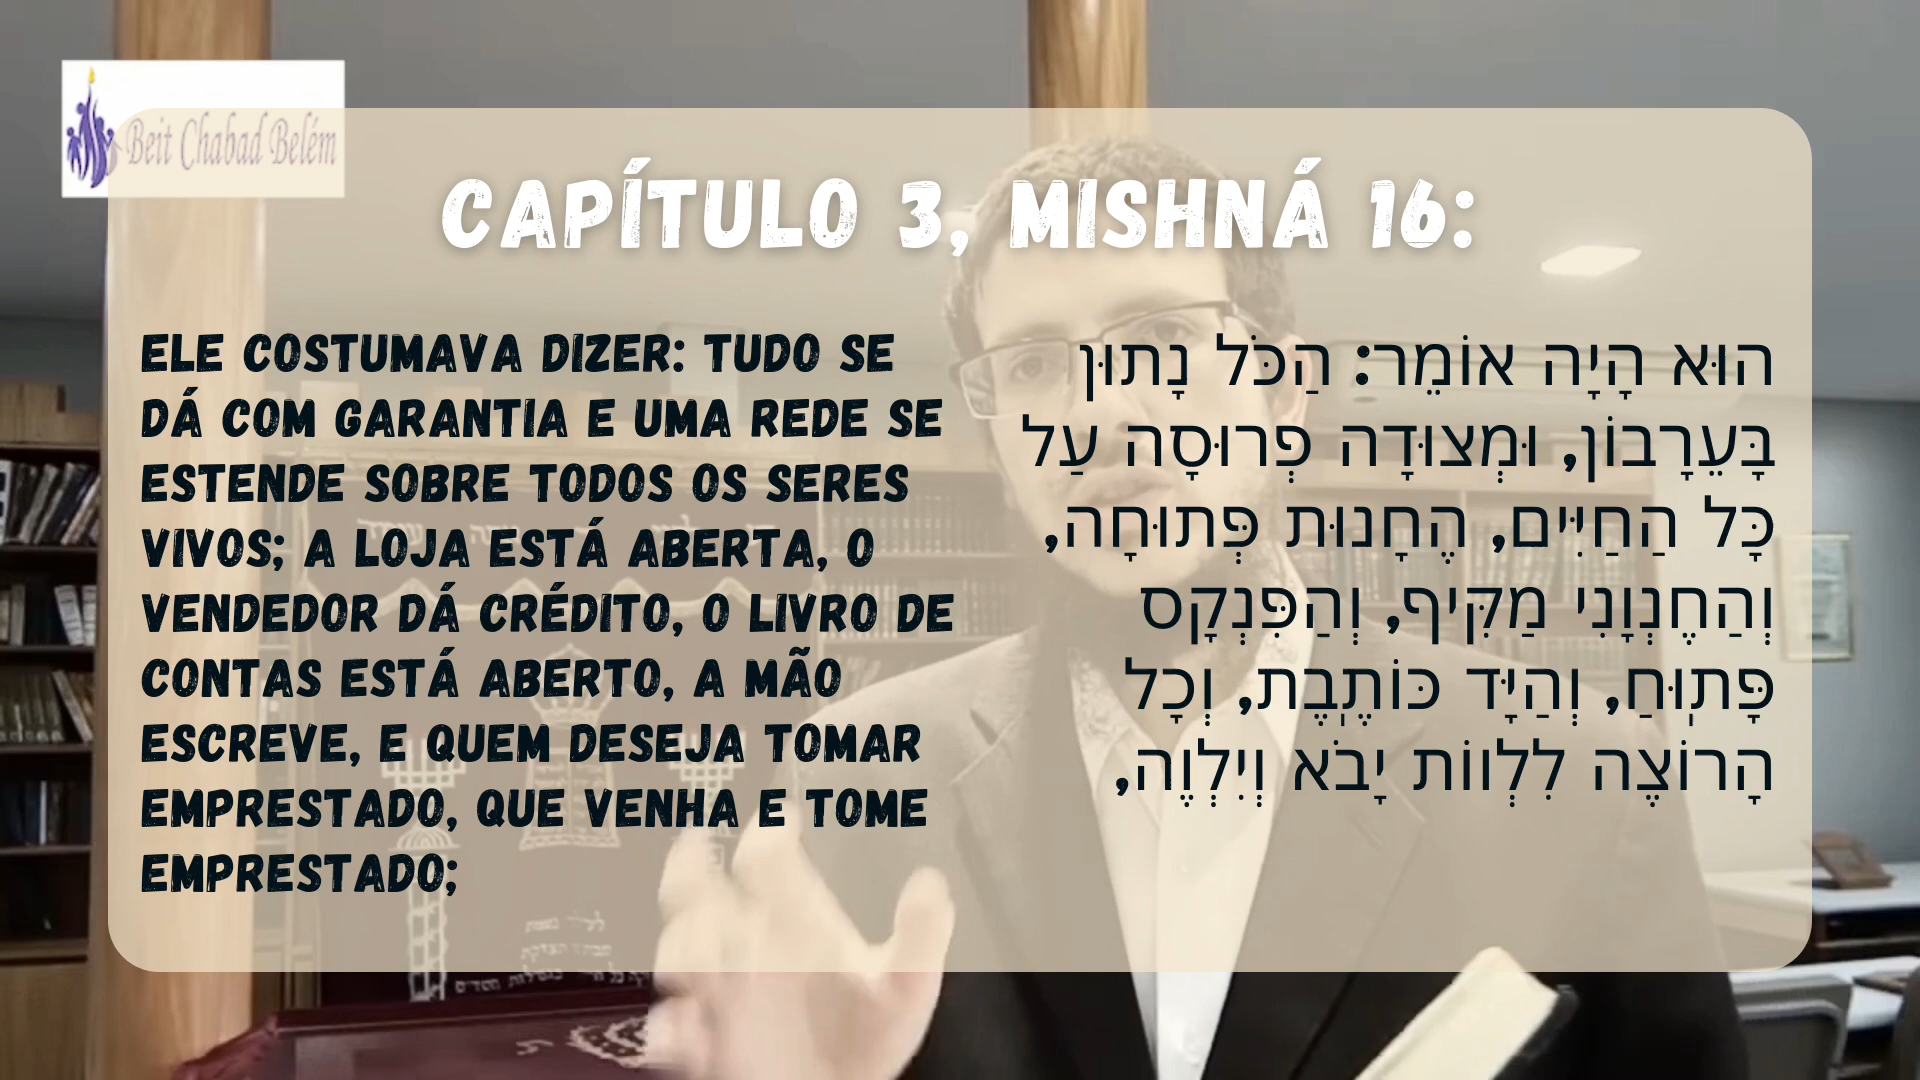 Beit Chabad Belém
CAPÍTULO 3, MISHNÁ 16:
ELE COSTUMAVA DIZER: TUDO SE
DÁ COM GARANTIA E UMA REDE SE
ESTENDE SOBRE TODOS OS SERES
VIVOS; A LOJA ESTÁ ABERTA, O
VENDEDOR DÁ CRÉDITO, O LIVRO DE
CONTAS ESTÁ ABERTO, A MÃO
ESCREVE, E QUEM DESEJA TOMAR
EMPRESTADO, QUE VENHA E TOME
EMPRESTADO;
הוּא הָיָה אוֹמֵר: הַכֹּל נָתוּן
בָּעֵרָבוֹן, וּמְצוּדָה פְרוּסָה עַל
כָּל הַחַיִּים, הֶחָנוּת פְּתוּחָה,
וְהַחֶנְוָנִי מַקִּיף, וְהַפִּנְקָס
פָּתְוּחַ, וְהַיָּד כּוֹתֶבֶֽת, וְכָל
הָרוֹצֶה לִלְווֹת יָבֹא וְיִלְוֶה,